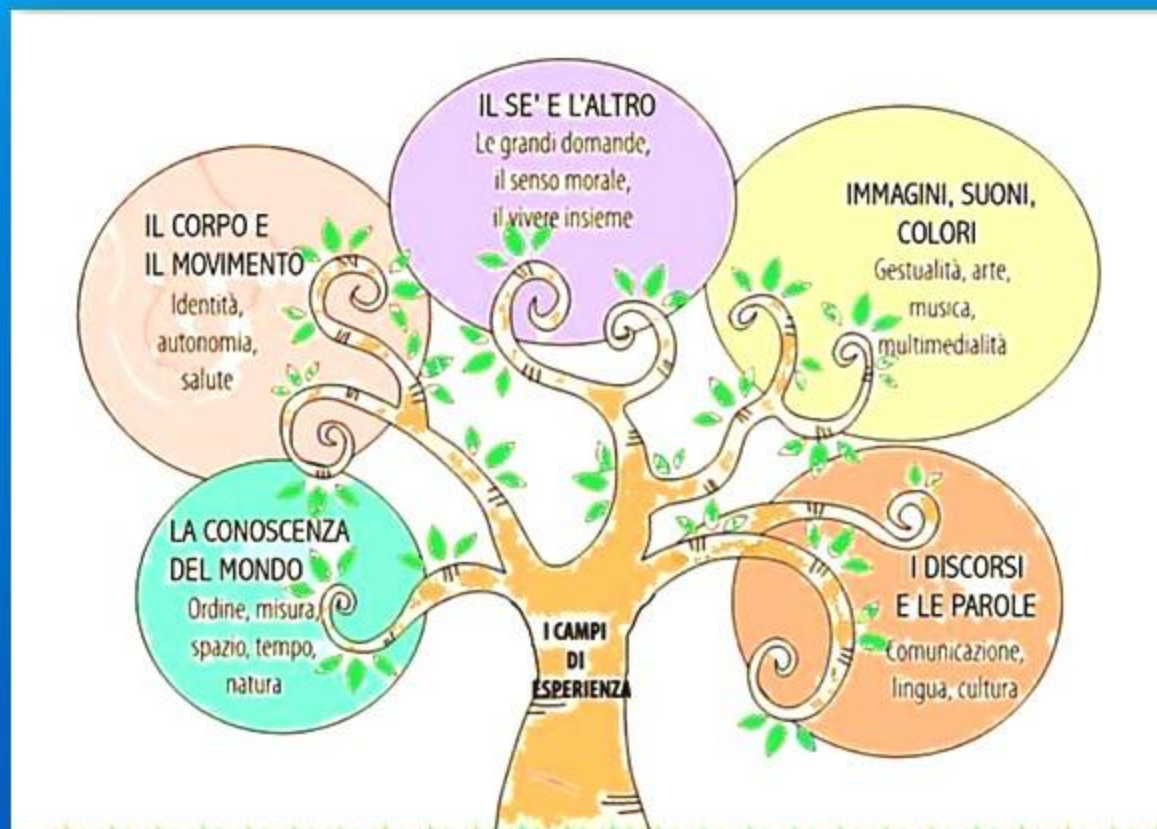 IL SE' E L'ALTRO
Le grandi domande,
il senso morale,
il vivere insieme
IL CORPO E
IL MOVIMENTO
Identità,
autonomia,
salute
IMMAGINI, SUONI,
COLORI
Gestualità, arte,
musica,
multimedialità
LA CONOSCENZA
DEL MONDO
Ordine, misura,
spazio, tempo,
natura
I DISCORSI
E LE PAROLE
Comunicazione,
lingua, cultura
I CAMPI
DI
ESPERIENZA